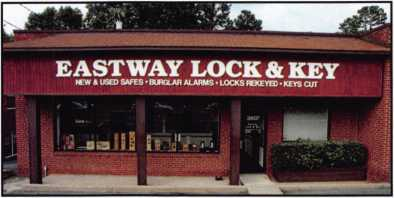 EASTWAY LOCK & KEY
NEW & USED SAFES • BURGLAR ALARMS • LOCKS REKEYED • KEYS CUT